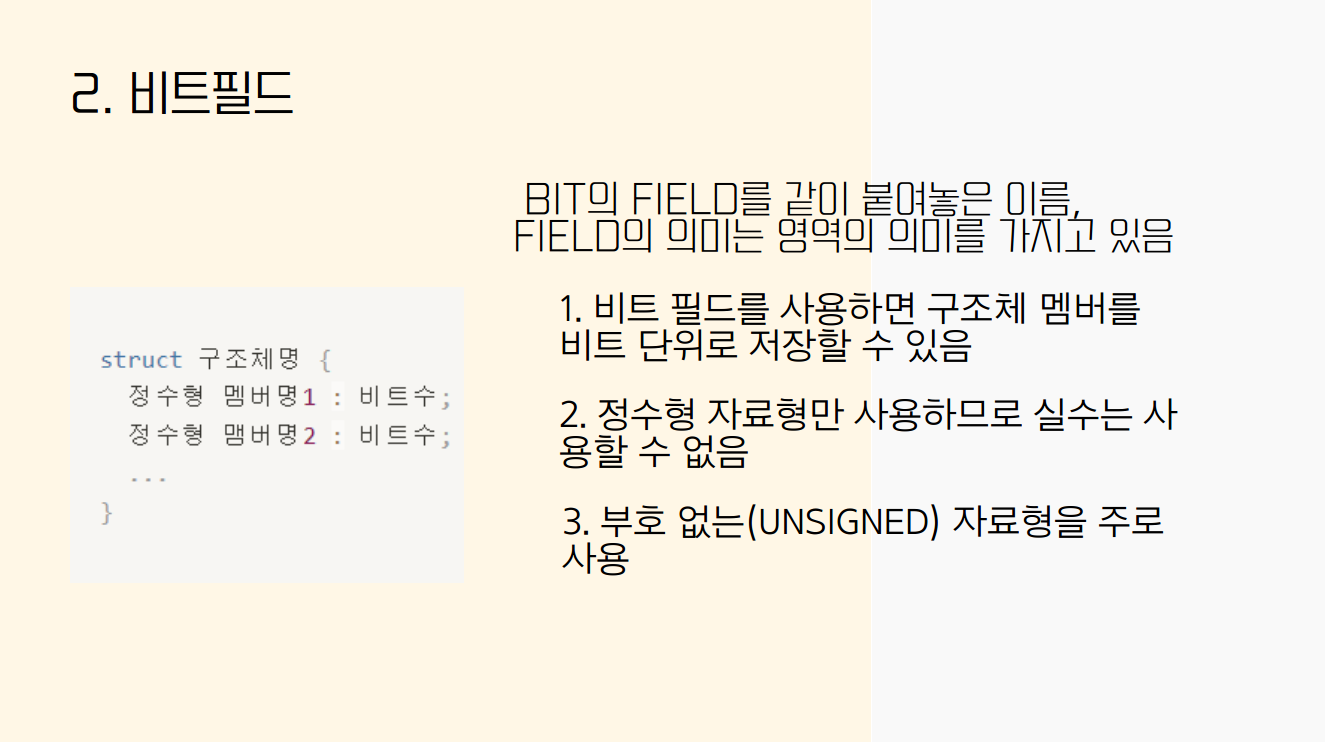 2. 비트필드
BIT의 FIELD를 같이 붙여놓은 이름,
FIELD의 의미는 영역의 의미를 가지고 있음
struct 구조체명 {
정수형 멤버명1 : 비트수;
정수형 맴버명2 : 비트수;
...
}
1. 비트 필드를 사용하면 구조체 멤버를
비트 단위로 저장할 수 있음
2. 정수형 자료형만 사용하므로 실수는 사
용할 수 없음
3. 부호 없는(UNSIGNED) 자료형을 주로
사용